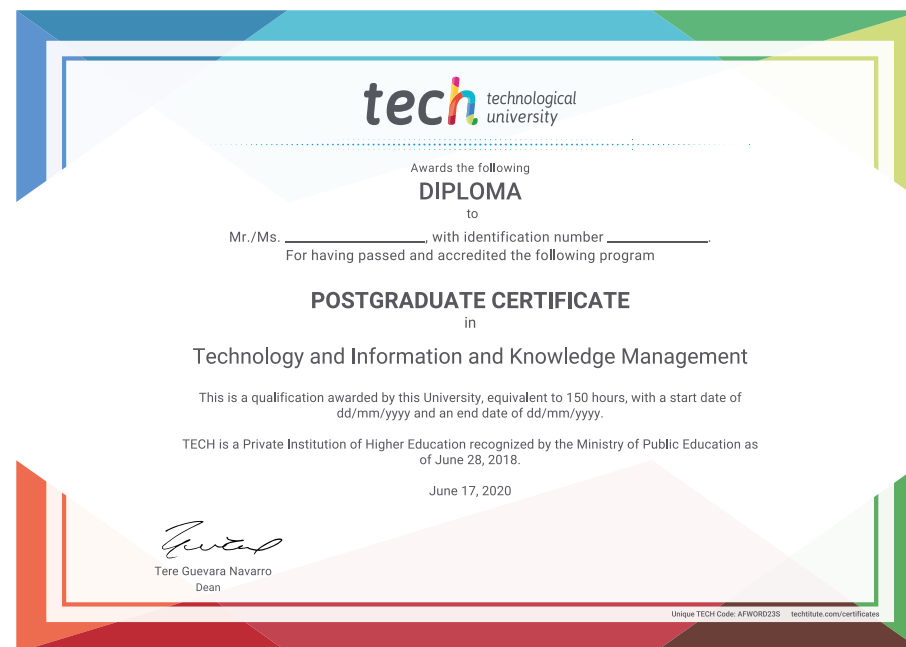 tech technological
university
Awards the following
DIPLOMA
to
Mr./Ms. ____________________, with identification number ______________.
For having passed and accredited the following program
POSTGRADUATE CERTIFICATE
in
Technology and Information and Knowledge Management
This is a qualification awarded by this University, equivalent to 150 hours, with a start date of
dd/mm/yyyy and an end date of dd/mm/yyyy.
TECH is a Private Institution of Higher Education recognized by the Ministry of Public Education as
of June 28, 2018.
June 17, 2020
Tere Guevara Navarro
Dean
Unique TECH Code: AFWORD23S techtitute.com/certificates